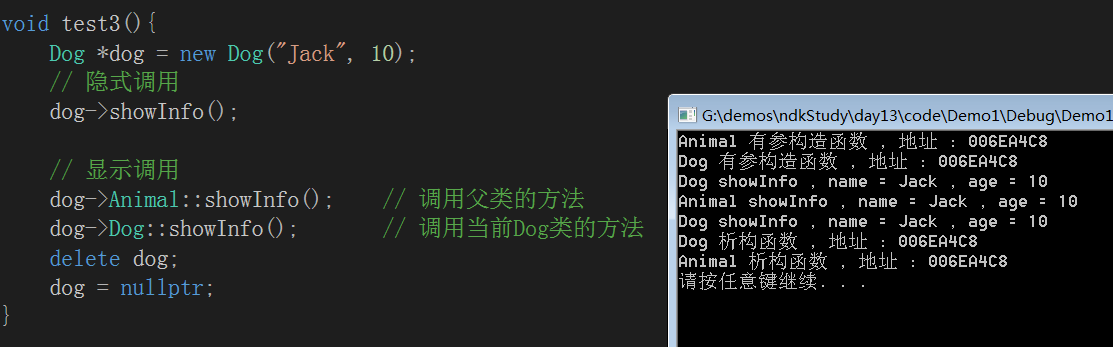 void test3(){
Dog *dog = new Dog("Jack", 10);
// 隐式调用
dog->showInfo();
// 显示调用
dog->Animal::showInfo(); // 调用父类的方法
dog->Dog::showInfo(); // 调用当前Dog类的方法
delete dog;
dog = nullptr;
}
G:\demos\ndkStudy\day13\code\Demo1\Debug\Demo1
Animal 有参构造函数 , 地址 : 006EA4C8
Dog 有参构造函数 , 地址 : 006EA4C8
Dog showInfo , name = Jack , age = 10
Animal showInfo , name = Jack , age = 10
Dog showInfo , name = Jack , age = 10
Dog 析构函数 , 地址 : 006EA4C8
Animal 析构函数 , 地址 : 006EA4C8
请按任意键继续. . .